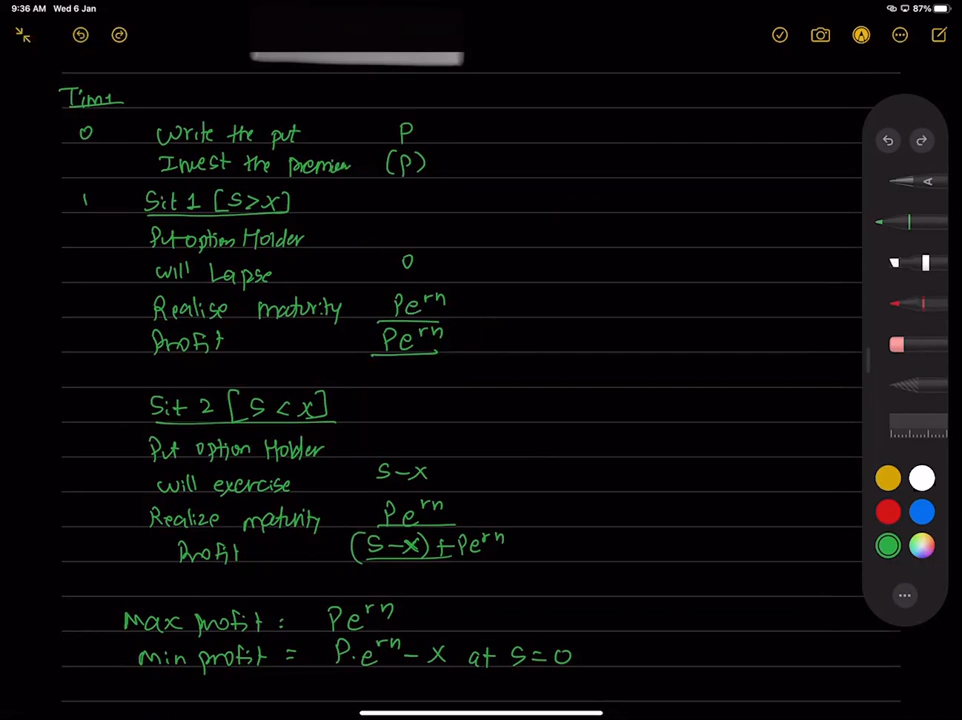 9:36 AM Wed 6 Jan 87%
Time
0 Write the put P
Invest the premium (P)
1 Sit 1 [S>X]
Put option Holder
will Lapse 0
Realise maturity Pe^rn
Profit Pe^rn
Sit 2 [S<X]
Put option Holder
will exercise S-X
Realize maturity Pe^rn
Profit (S-X)+Pe^rn
Max profit: Pe^rn
min profit = P.e^rn - X at S=0
A